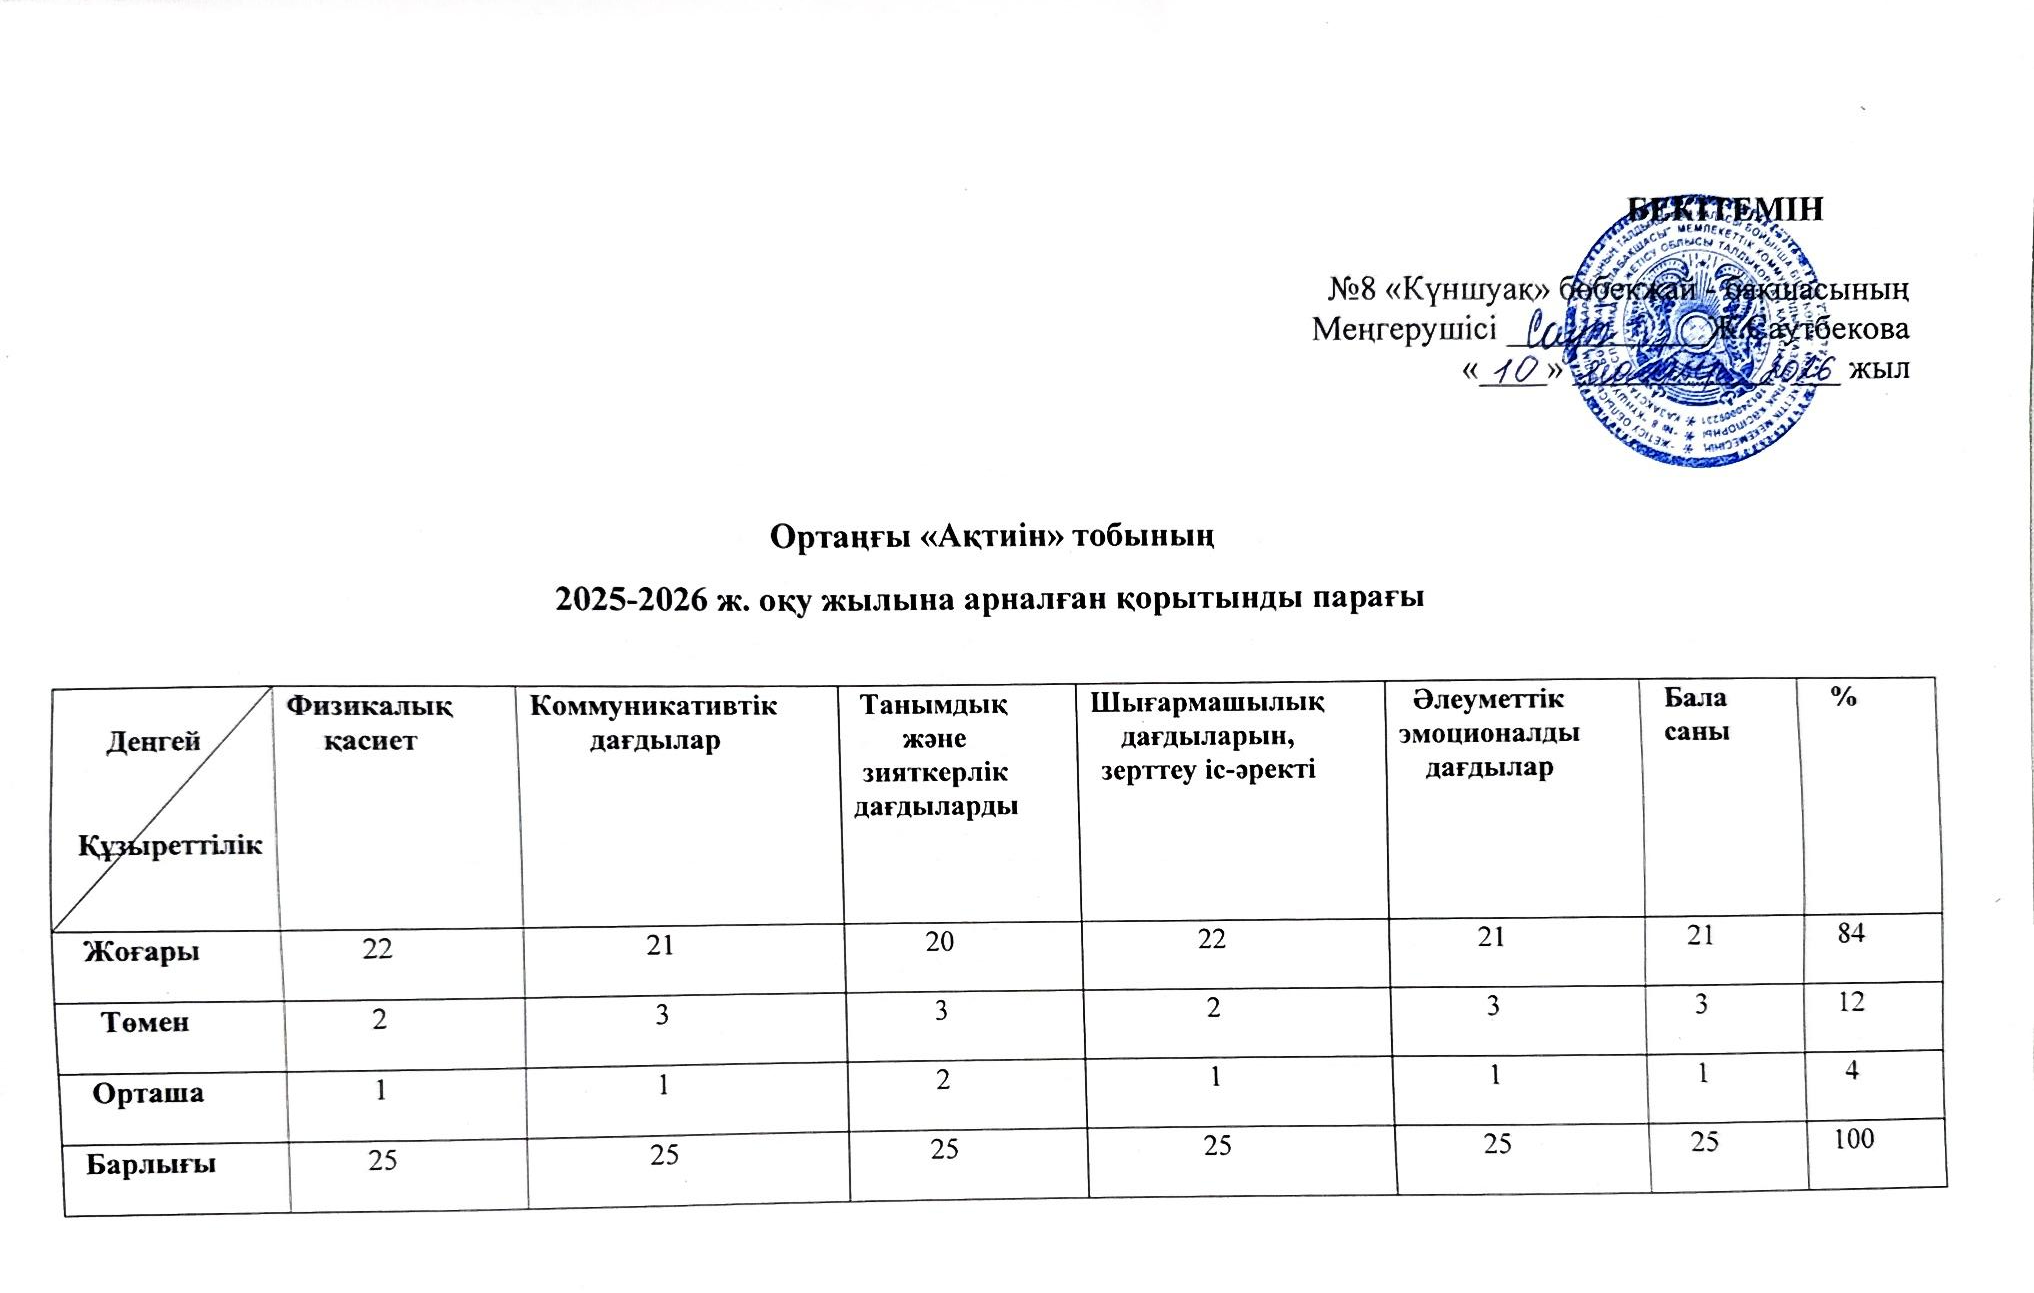 БЕКІТЕМІН
№8 «Күншуақ» бөбекжай - бақшасының
Меңгерушісі Ж.Саутбекова
«10» 2026 жыл
Ортаңғы «Ақтиін» тобының
2025-2026 ж. оқу жылына арналған қорытынды парағы
Деңгей Құзыреттілік Физикалық қасиет Коммуникативтік дағдылар Танымдық және зияткерлік дағдыларды Шығармашылық дағдыларын, зерттеу іс-әректі Әлеуметтік эмоционалды дағдылар Бала саны %
Жоғары 22 21 20 22 21 21 84
Төмен 2 3 3 2 3 3 12
Орташа 1 1 2 1 1 1 4
Барлығы 25 25 25 25 25 25 100